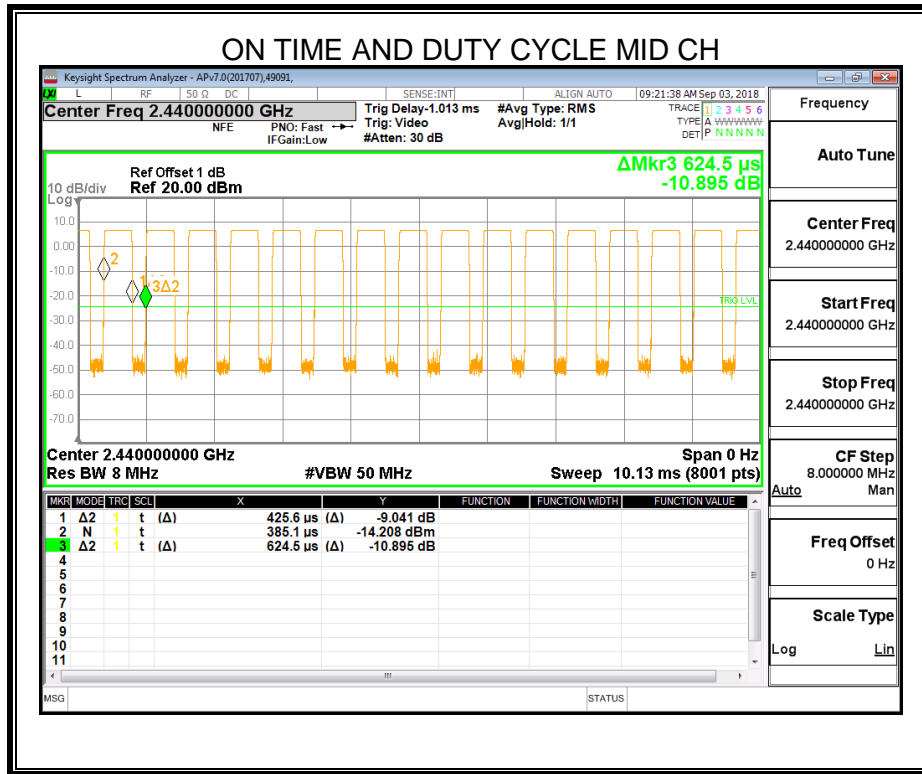 ON TIME AND DUTY CYCLE MID CH
Keysight Spectrum Analyzer - APv7.0(201707),49091,
LXI L RF 50 Ω DC SENSE:INT ALIGN AUTO 09:21:38 AM Sep 03, 2018
Center Freq 2.440000000 GHz
NFE
PNO: Fast
IFGain:Low
Trig Delay-1.013 ms
Trig: Video
#Atten: 30 dB
#Avg Type: RMS
Avg|Hold: 1/1
TRACE 1 2 3 4 5 6
TYPE A WWWWWW
DET P N N N N N
ΔMkr3 624.5 µs
-10.895 dB
Ref Offset 1 dB
10 dB/div Ref 20.00 dBm
Log
10.0
0.00
-10.0
-20.0
-30.0
-40.0
-50.0
-60.0
-70.0
2
1
3Δ2
TRIG LVL
Center 2.440000000 GHz Span 0 Hz
Res BW 8 MHz #VBW 50 MHz Sweep 10.13 ms (8001 pts)
MKR MODE TRC SCL X Y FUNCTION FUNCTION WIDTH FUNCTION VALUE
1 Δ2 1 t (Δ) 425.6 µs (Δ) -9.041 dB
2 N 1 t 385.1 µs -14.208 dBm
3 Δ2 1 t (Δ) 624.5 µs (Δ) -10.895 dB
4
5
6
7
8
9
10
11
MSG STATUS
Frequency
Auto Tune
Center Freq
2.440000000 GHz
Start Freq
2.440000000 GHz
Stop Freq
2.440000000 GHz
CF Step
8.000000 MHz
Auto Man
Freq Offset
0 Hz
Scale Type
Log Lin